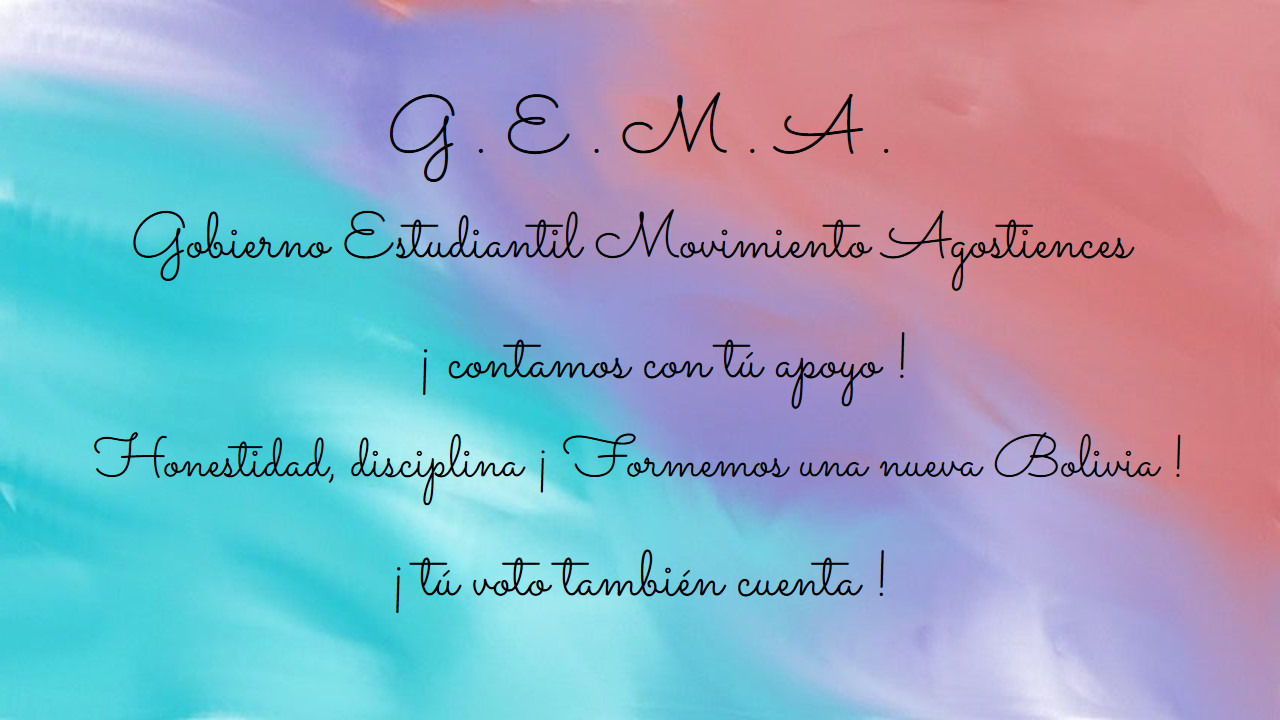 G . E . M . A .
Gobierno Estudiantil Movimiento Agostiences
¡ contamos con tú apoyo !
Honestidad, disciplina ¡ Formemos una nueva Bolivia !
¡ tú voto también cuenta !